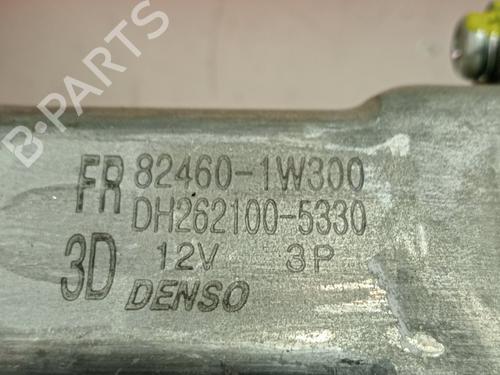 B-PARTS
FR 82460-1W300
DH262100-5330
3D 12V 3P
DENSO